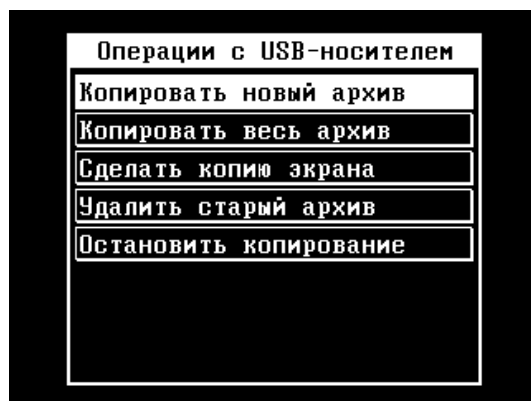 Операции с USB-носителем
Копировать новый архив
Копировать весь архив
Сделать копию экрана
Удалить старый архив
Остановить копирование